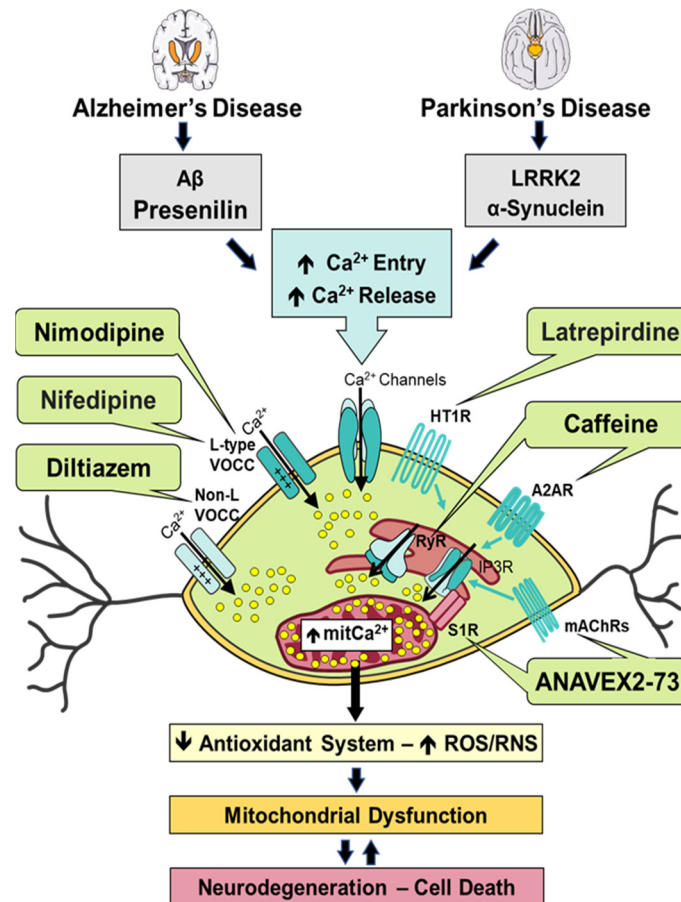 Alzheimer's Disease
Parkinson's Disease
Aβ
Presenilin
LRRK2
α-Synuclein
↑ Ca²⁺ Entry
↑ Ca²⁺ Release
Nimodipine
Nifedipine
Diltiazem
Latrepirdine
Caffeine
Ca²⁺ Channels
HT1R
Ca²⁺
L-type
VOCC
+++
Non-L
VOCC
Ca²⁺
+++
A2AR
RyR
IP3R
mAChRs
S1R
↑ mitCa²⁺
ANAVEX2-73
↓ Antioxidant System – ↑ ROS/RNS
Mitochondrial Dysfunction
Neurodegeneration – Cell Death